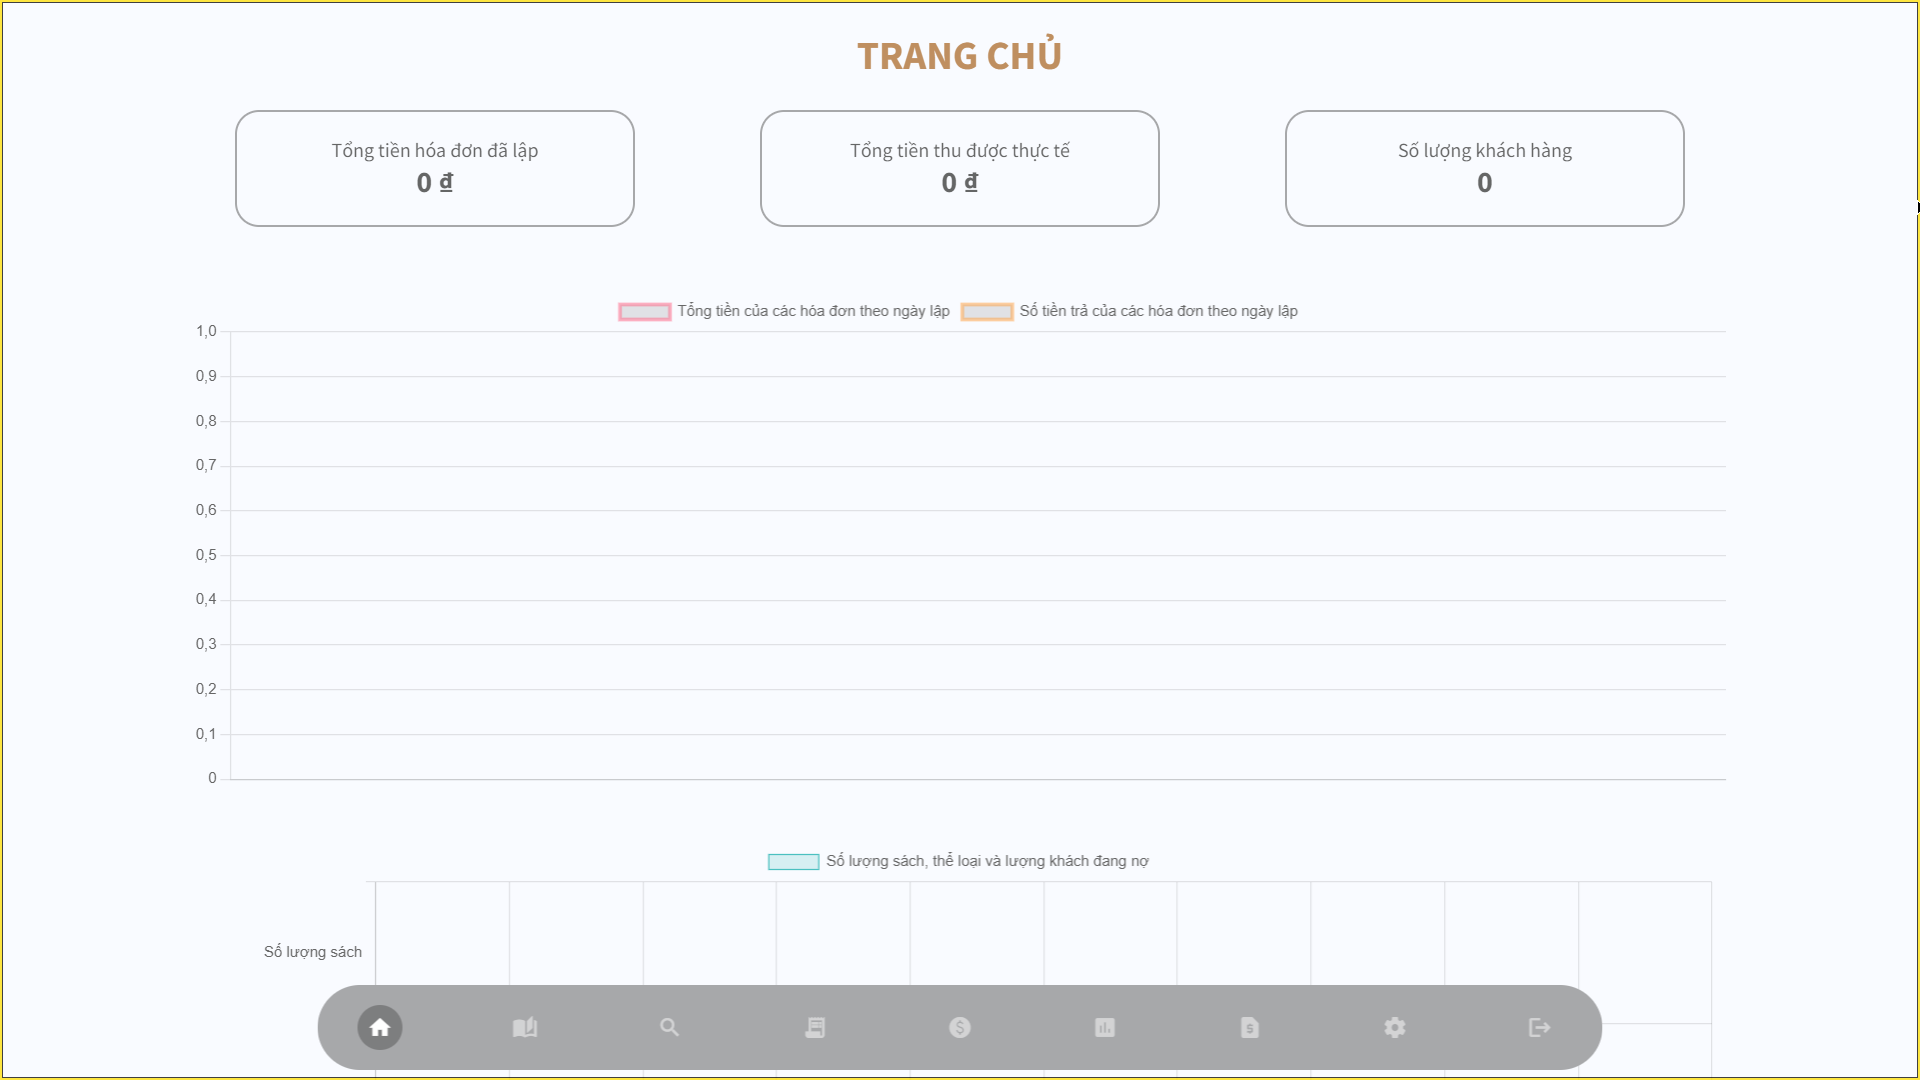 TRANG CHỦ
Tổng tiền hóa đơn đã lập
0 ₫
Tổng tiền thu được thực tế
0 ₫
Số lượng khách hàng
0
Tổng tiền của các hóa đơn theo ngày lập
Số tiền trả của các hóa đơn theo ngày lập
1,0
0,9
0,8
0,7
0,6
0,5
0,4
0,3
0,2
0,1
0
Số lượng sách, thể loại và lượng khách đang nợ
Số lượng sách